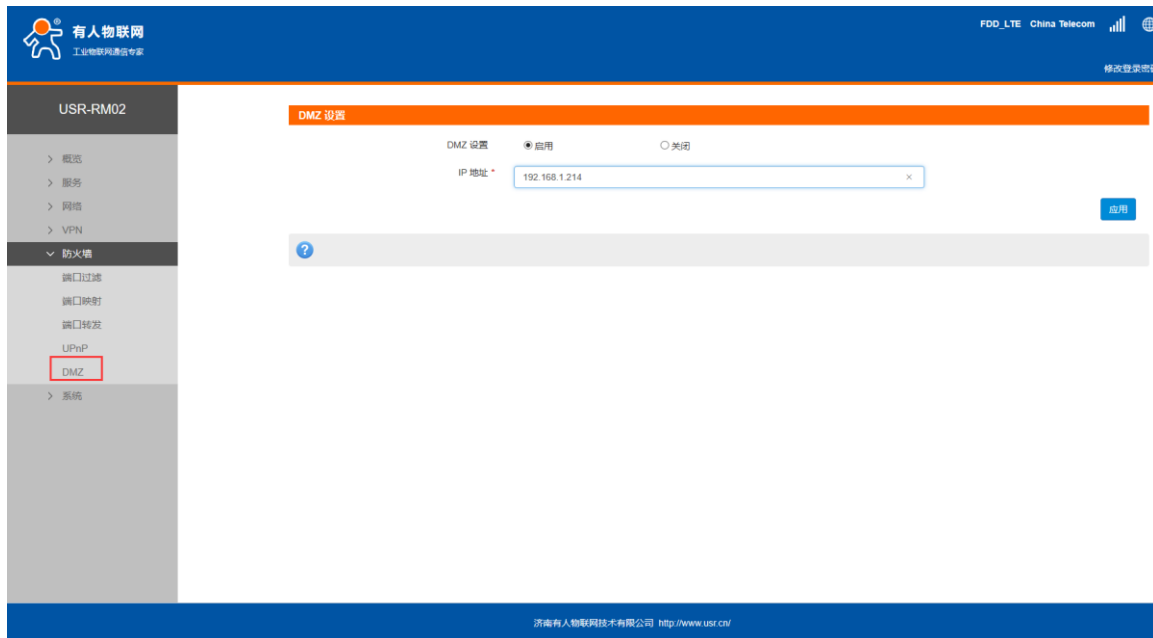 有人物联网
®
工业物联网通信专家
FDD_LTE China Telecom
修改登录密
USR-RM02
概览
服务
网络
VPN
防火墙
端口过滤
端口映射
端口转发
UPnP
DMZ
系统
DMZ 设置
DMZ 设置 启用 关闭
IP 地址 * 192.168.1.214 ×
应用
?
济南有人物联网技术有限公司 http://www.usr.cn/